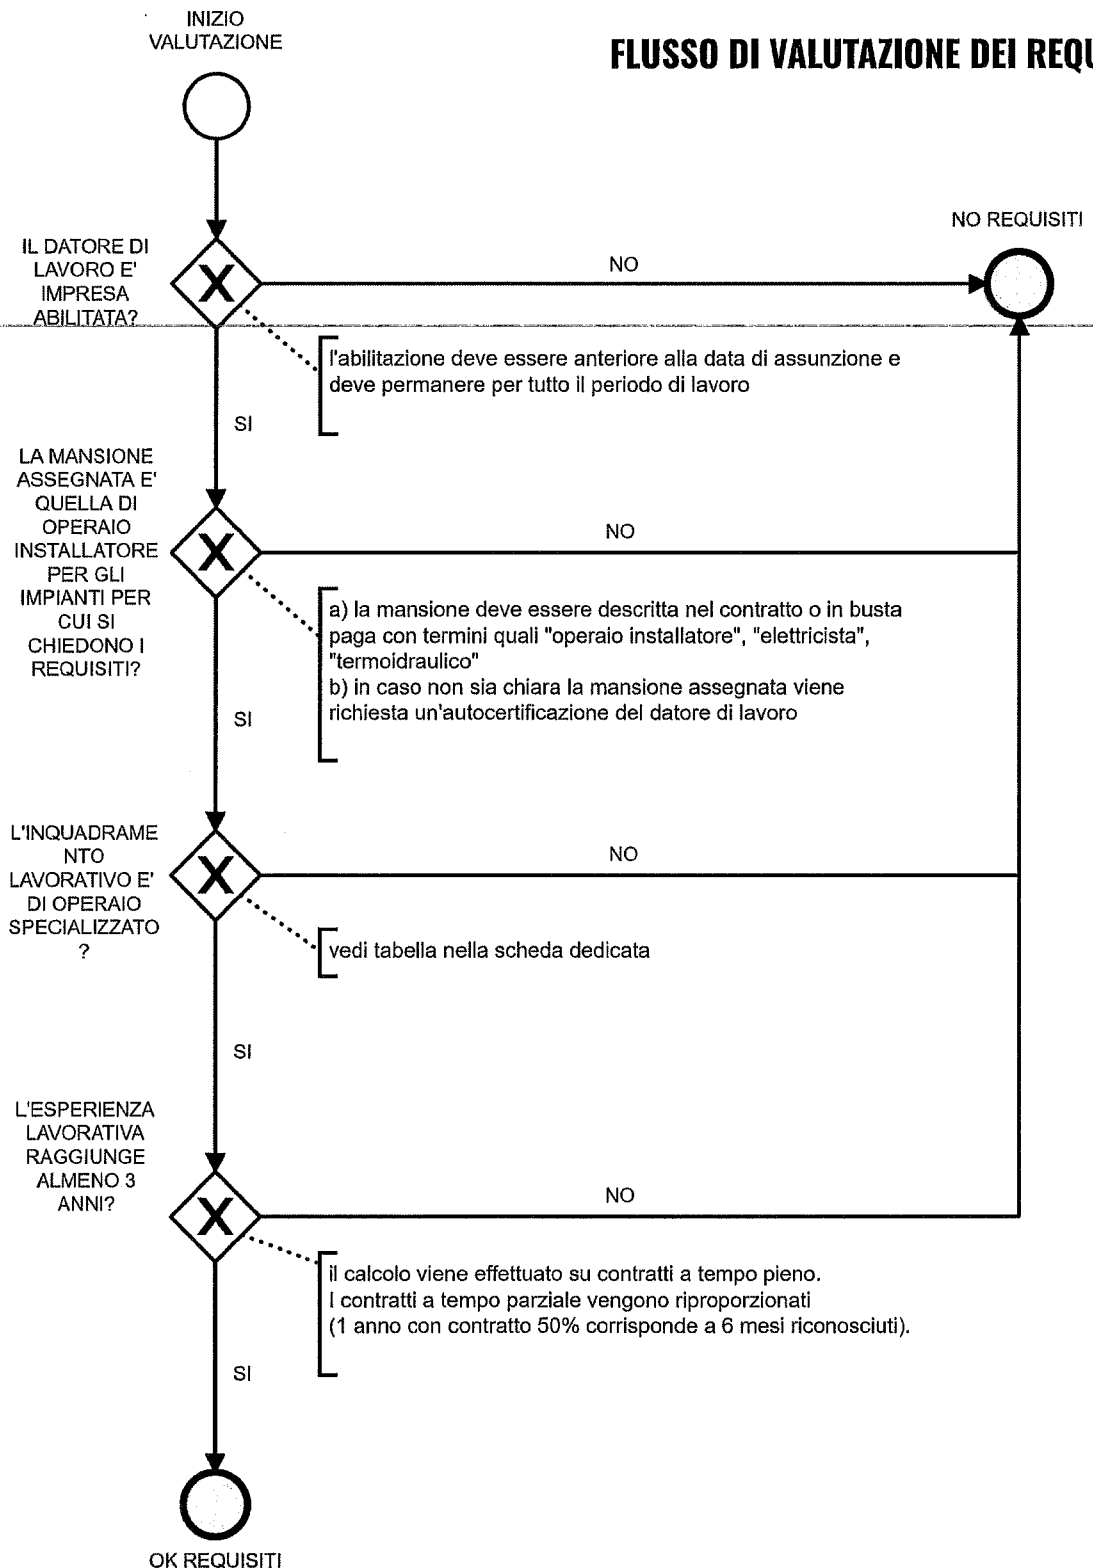 INIZIO
VALUTAZIONE
FLUSSO DI VALUTAZIONE DEI REQU
NO REQUISITI
IL DATORE DI
LAVORO E'
IMPRESA
ABILITATA?
X
NO
l'abilitazione deve essere anteriore alla data di assunzione e
deve permanere per tutto il periodo di lavoro
SI
LA MANSIONE
ASSEGNATA E'
QUELLA DI
OPERAIO
INSTALLATORE
PER GLI
IMPIANTI PER
CUI SI
CHIEDONO I
REQUISITI?
X
NO
a) la mansione deve essere descritta nel contratto o in busta
paga con termini quali "operaio installatore", "elettricista",
"termoidraulico"
b) in caso non sia chiara la mansione assegnata viene
richiesta un'autocertificazione del datore di lavoro
SI
L'INQUADRAME
NTO
LAVORATIVO E'
DI OPERAIO
SPECIALIZZATO
?
X
NO
vedi tabella nella scheda dedicata
SI
L'ESPERIENZA
LAVORATIVA
RAGGIUNGE
ALMENO 3
ANNI?
X
NO
il calcolo viene effettuato su contratti a tempo pieno.
I contratti a tempo parziale vengono riproporzionati
(1 anno con contratto 50% corrisponde a 6 mesi riconosciuti).
SI
OK REQUISITI